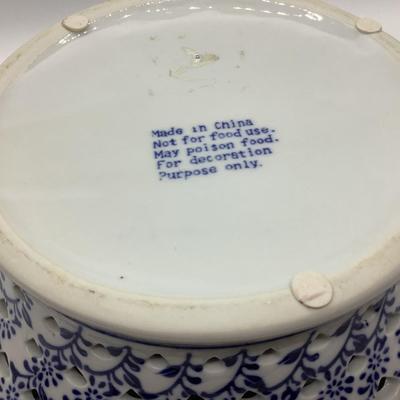 Made in China
Not for food use.
May poison food.
For decoration
Purpose only.